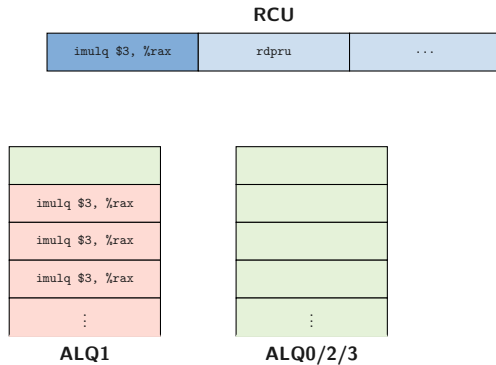 RCU
imulq $3, %rax rdpru ...
imulq $3, %rax
imulq $3, %rax
imulq $3, %rax
⋮ ⋮
ALQ1 ALQ0/2/3